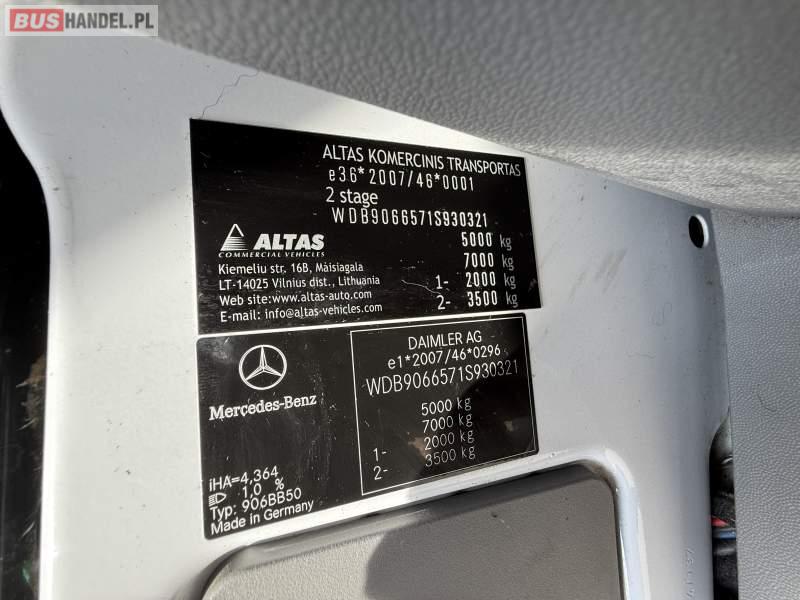 BUSHANDEL.PL
ALTAS KOMERCINIS TRANSPORTAS
e36*2007/46*0001
2 stage
WDB9066571S930321
5000 kg
7000 kg
1- 2000 kg
2- 3500 kg
ALTAS
COMMERCIAL VEHICLES
Kiemeliu str. 16B, Maisiagala
LT-14025 Vilnius dist., Lithuania
Web site:www.altas-auto.com
E-mail: info@altas-vehicles.com
Mercedes-Benz
DAIMLER AG
e1*2007/46*0296
WDB9066571S930321
5000 kg
7000 kg
1- 2000 kg
2- 3500 kg
iHA=4,364
1,0 %
Typ: 906BB50
Made in Germany